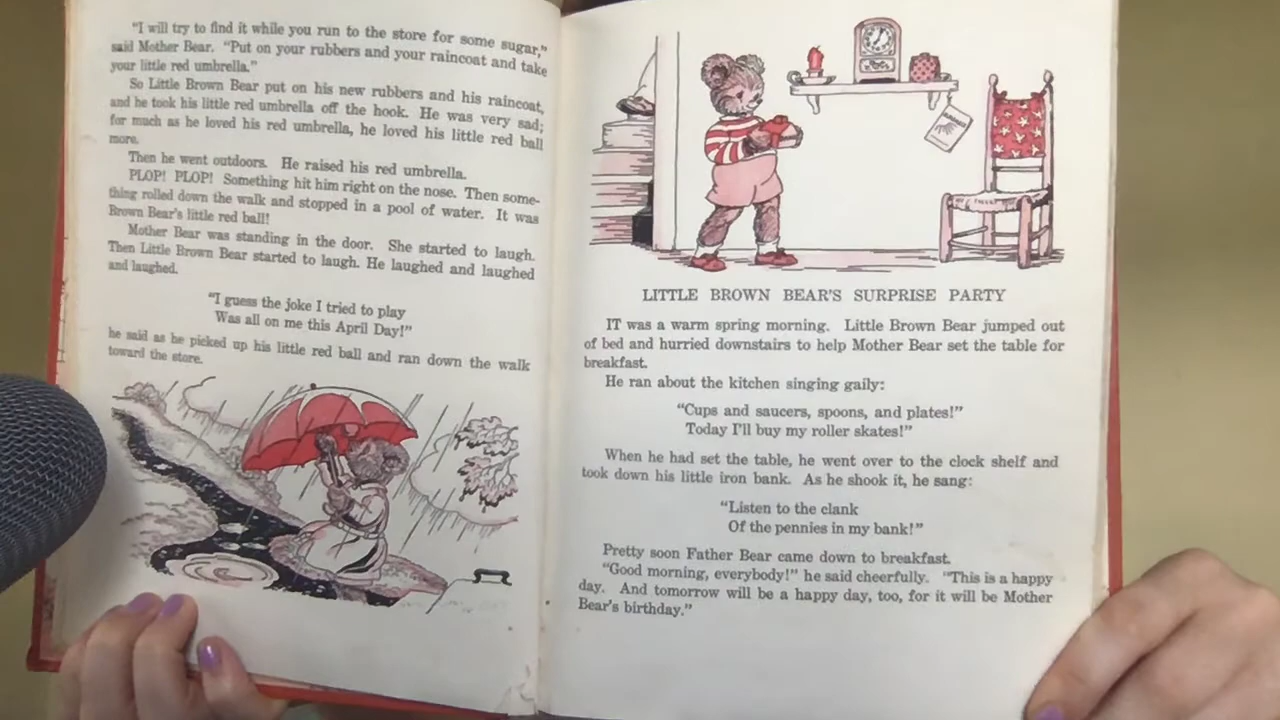 "I will try to find it while you run to the store for some sugar,"
said Mother Bear. "Put on your rubbers and your raincoat and take
your little red umbrella."
So Little Brown Bear put on his new rubbers and his raincoat,
and he took his little red umbrella off the hook. He was very sad;
for much as he loved his red umbrella, he loved his little red ball
more.
Then he went outdoors. He raised his red umbrella.
PLOP! PLOP! Something hit him right on the nose. Then some-
thing rolled down the walk and stopped in a pool of water. It was
Brown Bear's little red ball!
Mother Bear was standing in the door. She started to laugh.
Then Little Brown Bear started to laugh. He laughed and laughed
and laughed.
"I guess the joke I tried to play
Was all on me this April Day!"
he said as he picked up his little red ball and ran down the walk
toward the store.
LITTLE BROWN BEAR'S SURPRISE PARTY
IT was a warm spring morning. Little Brown Bear jumped out
of bed and hurried downstairs to help Mother Bear set the table for
breakfast.
He ran about the kitchen singing gaily:
"Cups and saucers, spoons, and plates!"
Today I'll buy my roller skates!"
When he had set the table, he went over to the clock shelf and
took down his little iron bank. As he shook it, he sang:
"Listen to the clank
Of the pennies in my bank!"
Pretty soon Father Bear came down to breakfast.
"Good morning, everybody!" he said cheerfully. "This is a happy
day. And tomorrow will be a happy day, too, for it will be Mother
Bear's birthday."